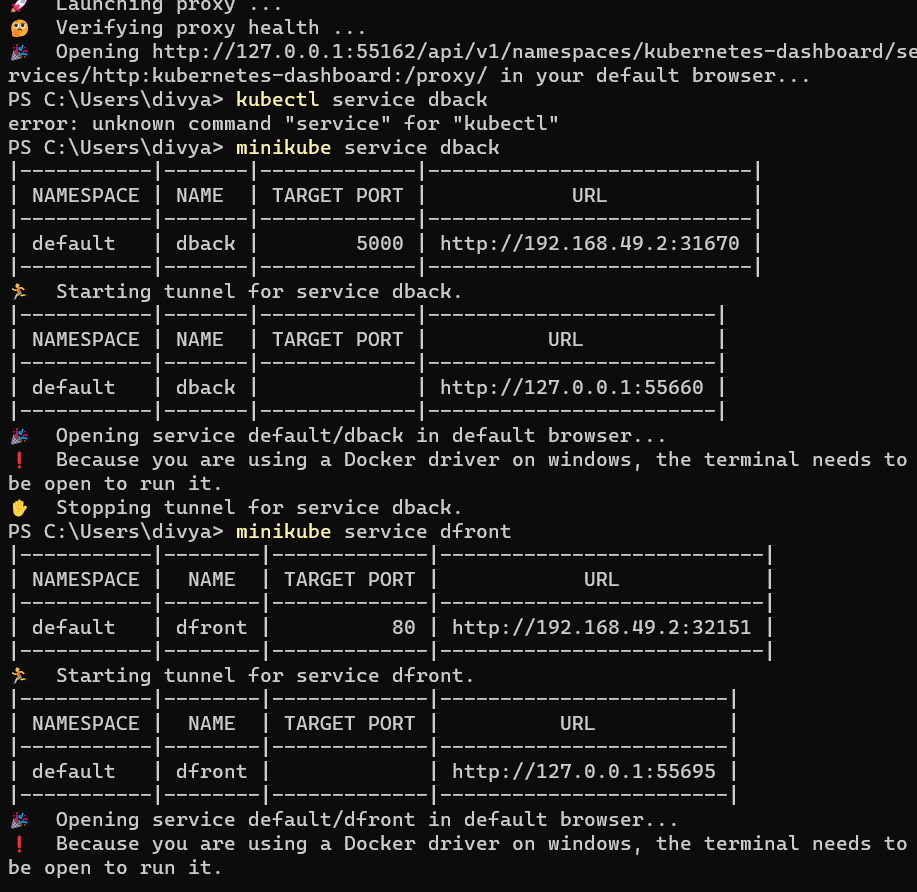 🚀  Launching proxy ...
🤔  Verifying proxy health ...
🎉  Opening http://127.0.0.1:55162/api/v1/namespaces/kubernetes-dashboard/se
rvices/http:kubernetes-dashboard:/proxy/ in your default browser...
PS C:\Users\divya> kubectl service dback
error: unknown command "service" for "kubectl"
PS C:\Users\divya> minikube service dback
|-----------|-------|-------------|---------------------------|
| NAMESPACE | NAME  | TARGET PORT |            URL            |
|-----------|-------|-------------|---------------------------|
| default   | dback |        5000 | http://192.168.49.2:31670 |
|-----------|-------|-------------|---------------------------|
🏃  Starting tunnel for service dback.
|-----------|-------|-------------|------------------------|
| NAMESPACE | NAME  | TARGET PORT |          URL           |
|-----------|-------|-------------|------------------------|
| default   | dback |             | http://127.0.0.1:55660 |
|-----------|-------|-------------|------------------------|
🎉  Opening service default/dback in default browser...
❗  Because you are using a Docker driver on windows, the terminal needs to
be open to run it.
✋  Stopping tunnel for service dback.
PS C:\Users\divya> minikube service dfront
|-----------|--------|-------------|---------------------------|
| NAMESPACE |  NAME  | TARGET PORT |            URL            |
|-----------|--------|-------------|---------------------------|
| default   | dfront |          80 | http://192.168.49.2:32151 |
|-----------|--------|-------------|---------------------------|
🏃  Starting tunnel for service dfront.
|-----------|--------|-------------|------------------------|
| NAMESPACE |  NAME  | TARGET PORT |          URL           |
|-----------|--------|-------------|------------------------|
| default   | dfront |             | http://127.0.0.1:55695 |
|-----------|--------|-------------|------------------------|
🎉  Opening service default/dfront in default browser...
❗  Because you are using a Docker driver on windows, the terminal needs to
be open to run it.